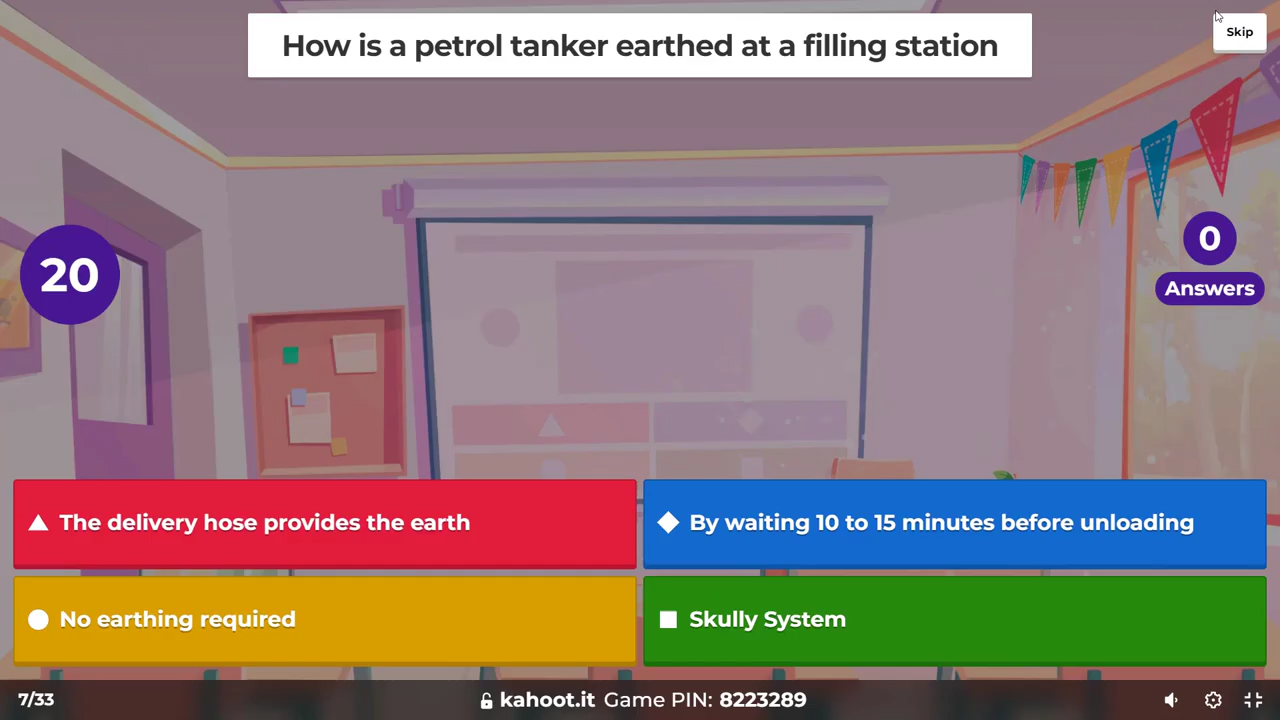 How is a petrol tanker earthed at a filling station
Skip
20
0
Answers
The delivery hose provides the earth
By waiting 10 to 15 minutes before unloading
No earthing required
Skully System
7/33
kahoot.it Game PIN: 8223289